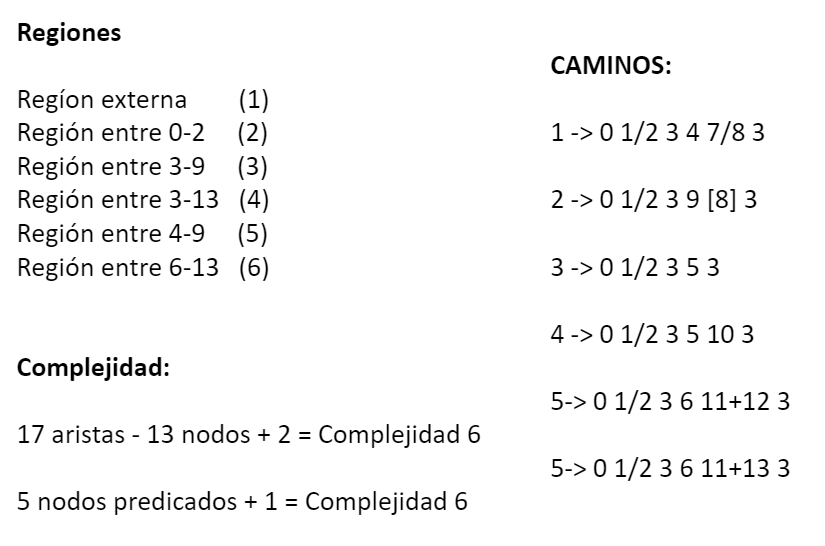 Regiones
Regíon externa (1)
Región entre 0-2 (2)
Región entre 3-9 (3)
Región entre 3-13 (4)
Región entre 4-9 (5)
Región entre 6-13 (6)
Complejidad:
17 aristas - 13 nodos + 2 = Complejidad 6
5 nodos predicados + 1 = Complejidad 6
CAMINOS:
1 -> 0 1/2 3 4 7/8 3
2 -> 0 1/2 3 9 [8] 3
3 -> 0 1/2 3 5 3
4 -> 0 1/2 3 5 10 3
5-> 0 1/2 3 6 11+12 3
5-> 0 1/2 3 6 11+13 3